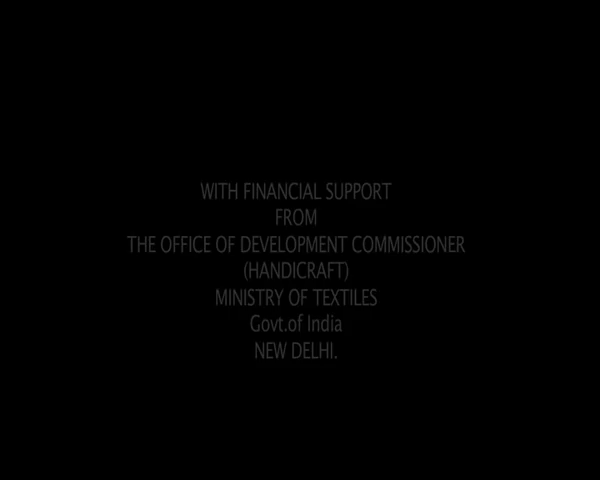 WITH FINANCIAL SUPPORT
FROM
THE OFFICE OF DEVELOPMENT COMMISSIONER
(HANDICRAFT)
MINISTRY OF TEXTILES
Govt.of India
NEW DELHI.